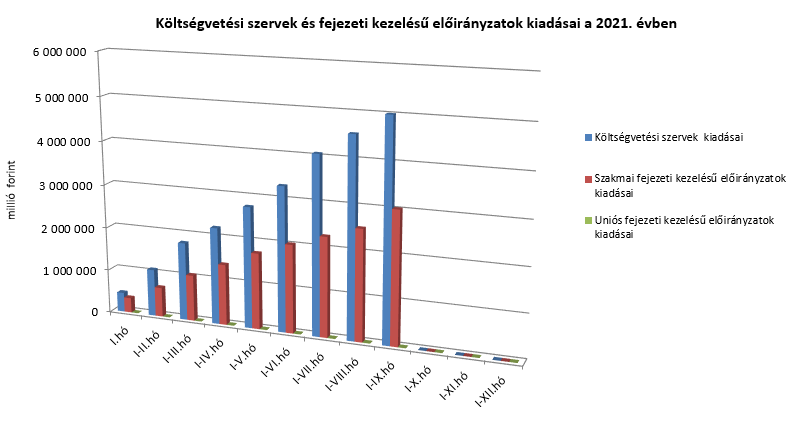 Költségvetési szervek és fejezeti kezelésű előirányzatok kiadásai a 2021. évben
millió forint
6 000 000
5 000 000
4 000 000
3 000 000
2 000 000
1 000 000
0
I.hó
I-II.hó
I-III.hó
I-IV.hó
I-V.hó
I-VI.hó
I-VII.hó
I-VIII.hó
I-IX.hó
I-X.hó
I-XI.hó
I-XII.hó
Költségvetési szervek kiadásai
Szakmai fejezeti kezelésű előirányzatok
kiadásai
Uniós fejezeti kezelésű előirányzatok
kiadásai